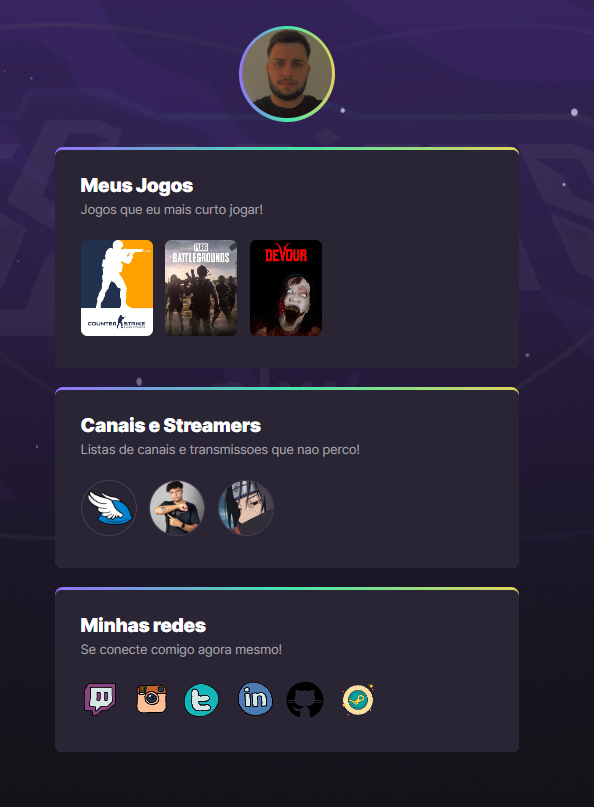 Meus Jogos
Jogos que eu mais curto jogar!
COUNTER STRIKE
PUBG
BATTLEGROUNDS
DEVOUR
Canais e Streamers
Listas de canais e transmissoes que nao perco!
Minhas redes
Se conecte comigo agora mesmo!
in